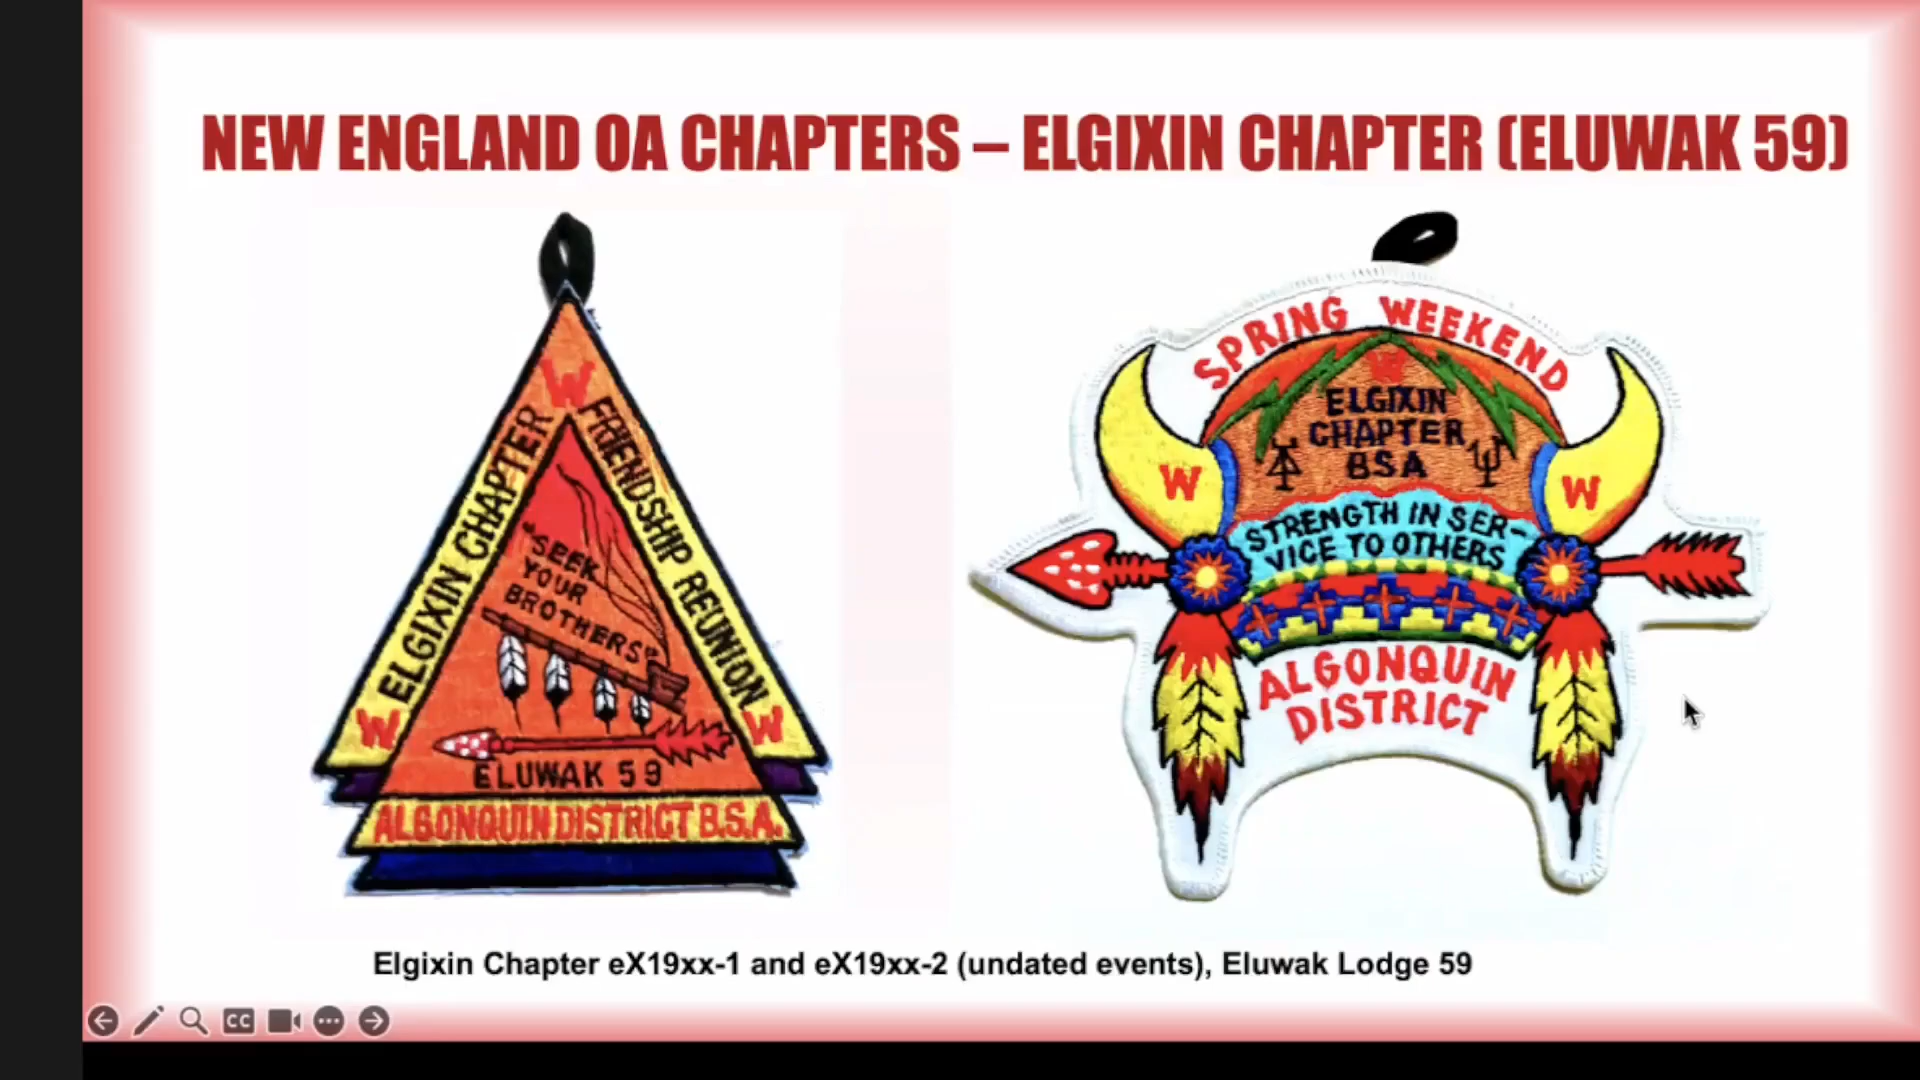 NEW ENGLAND OA CHAPTERS – ELGIXIN CHAPTER (ELUWAK 59)
W
ELGIXIN CHAPTER
FRIENDSHIP REUNION
"SEEK
YOUR
BROTHERS"
W
W
ELUWAK 59
ALGONQUIN DISTRICT B.S.A.
SPRING WEEKEND
W
ELGIXIN
CHAPTER
BSA
W
W
STRENGTH IN SER-
VICE TO OTHERS
ALGONQUIN
DISTRICT
Elgixin Chapter eX19xx-1 and eX19xx-2 (undated events), Eluwak Lodge 59
CC